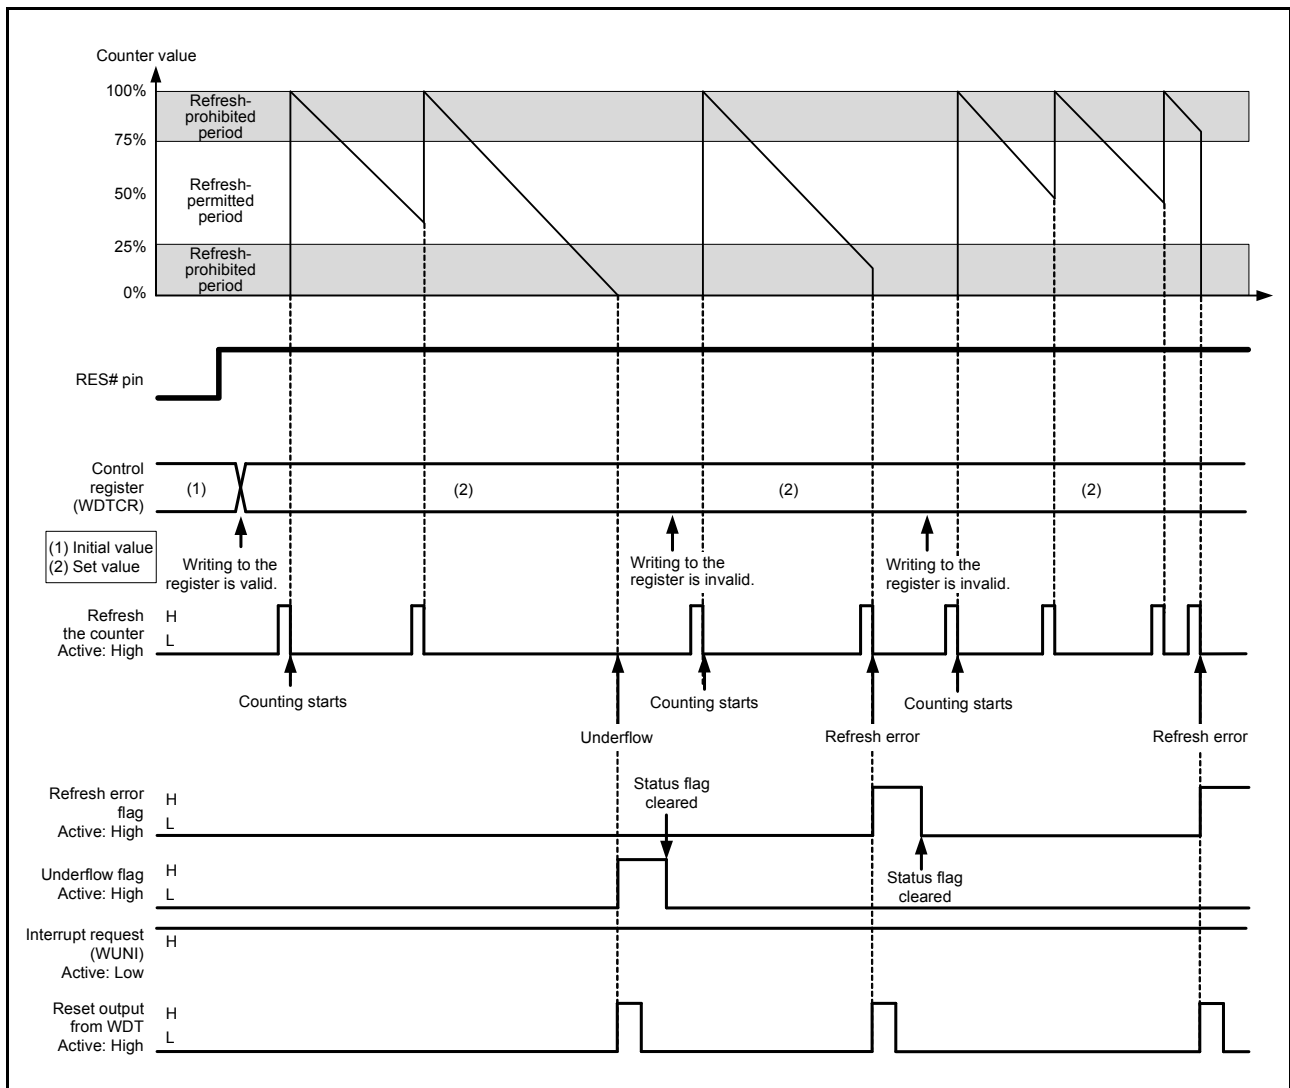 Counter value
100%
Refresh-
prohibited
period
75%
Refresh-
permitted
period
50%
25%
Refresh-
prohibited
period
0%
RES# pin
Control
register
(WDTCR)
(1)
(2)
(2)
(2)
(1) Initial value
(2) Set value
Writing to the
register is valid.
Writing to the
register is invalid.
Writing to the
register is invalid.
Refresh
the counter
Active: High
H
L
Counting starts
Counting starts
Counting starts
Underflow
Refresh error
Refresh error
Refresh error
flag
Active: High
H
L
Status flag
cleared
Underflow flag
Active: High
H
L
Status flag
cleared
Interrupt request
(WUNI)
Active: Low
H
Reset output
from WDT
Active: High
H
L